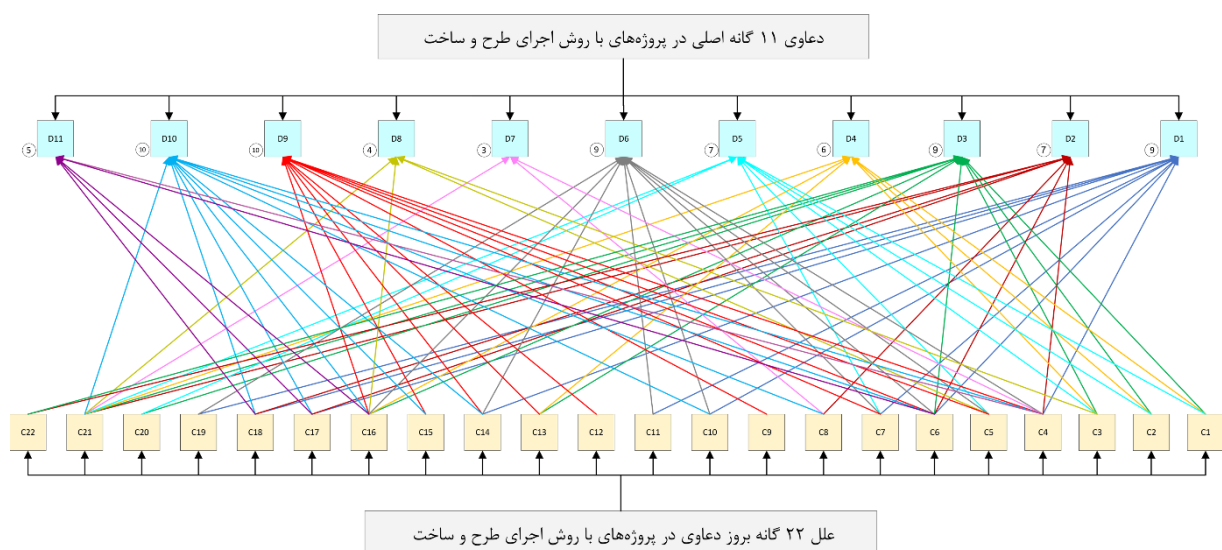 دعاوی ۱۱ گانه اصلی در پروژه‌های با روش اجرای طرح و ساخت
D11 D10 D9 D8 D7 D6 D5 D4 D3 D2 D1
5 10 10 4 3 9 7 6 9 7 9
C22 C21 C20 C19 C18 C17 C16 C15 C14 C13 C12 C11 C10 C9 C8 C7 C6 C5 C4 C3 C2 C1
علل ۲۲ گانه بروز دعاوی در پروژه‌های با روش اجرای طرح و ساخت